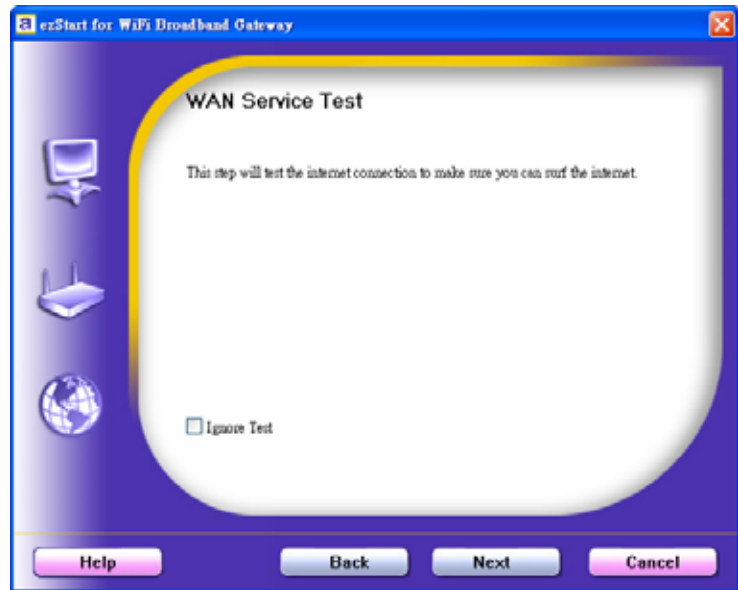 a ezStart for WiFi Broadband Gateway
WAN Service Test
This step will test the internet connection to make sure you can surf the internet.
Ignore Test
Help
Back
Next
Cancel